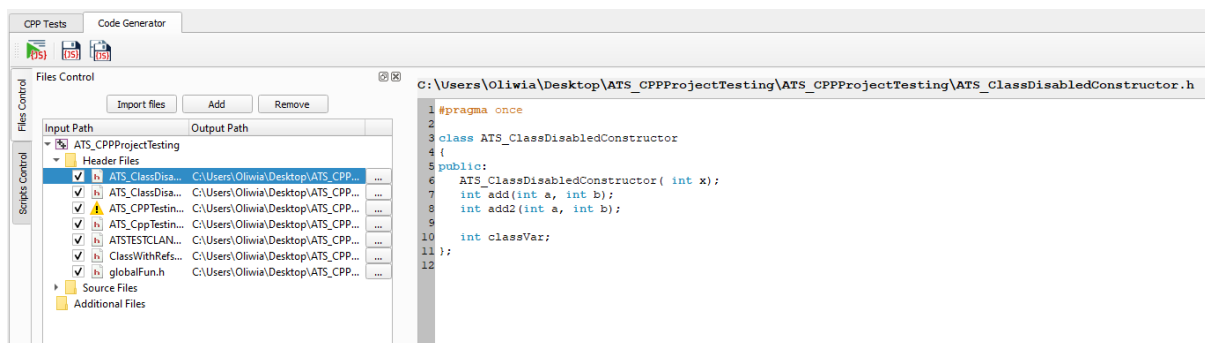 CPP Tests Code Generator
{JS} {JS} {JS}
Files Control
Scripts Control
Files Control
Import files Add Remove
Input Path Output Path
ATS_CPPProjectTesting
Header Files
ATS_ClassDisa... C:\Users\Oliwia\Desktop\ATS_CPP... ...
ATS_ClassDisa... C:\Users\Oliwia\Desktop\ATS_CPP... ...
ATS_CPPTestin... C:\Users\Oliwia\Desktop\ATS_CPP... ...
ATS_CppTestin... C:\Users\Oliwia\Desktop\ATS_CPP... ...
ATSTESTCLAN... C:\Users\Oliwia\Desktop\ATS_CPP... ...
ClassWithRefs... C:\Users\Oliwia\Desktop\ATS_CPP... ...
globalFun.h C:\Users\Oliwia\Desktop\ATS_CPP... ...
Source Files
Additional Files
C:\Users\Oliwia\Desktop\ATS_CPPProjectTesting\ATS_CPPProjectTesting\ATS_ClassDisabledConstructor.h
1 #pragma once
2
3 class ATS_ClassDisabledConstructor
4 {
5 public:
6 ATS_ClassDisabledConstructor( int x);
7 int add(int a, int b);
8 int add2(int a, int b);
9
10 int classVar;
11 };
12